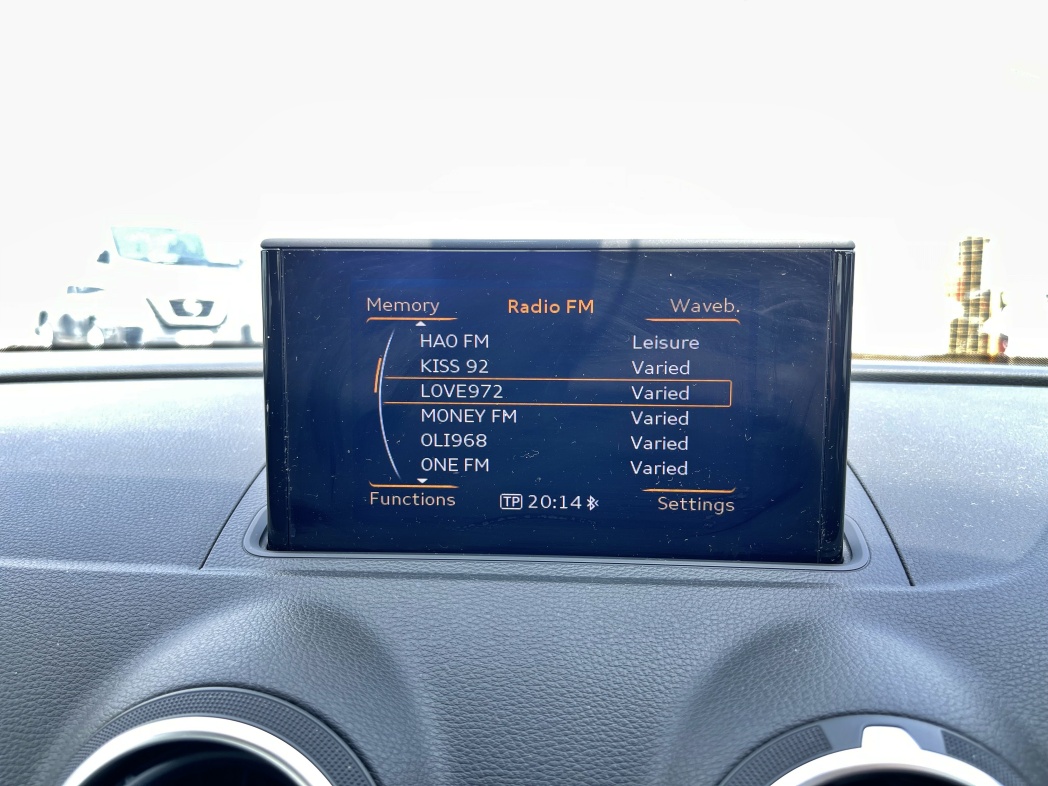 Memory Radio FM Waveb.
HAO FM Leisure
KISS 92 Varied
LOVE972 Varied
MONEY FM Varied
OLI968 Varied
ONE FM Varied
Functions TP 20:14 Settings